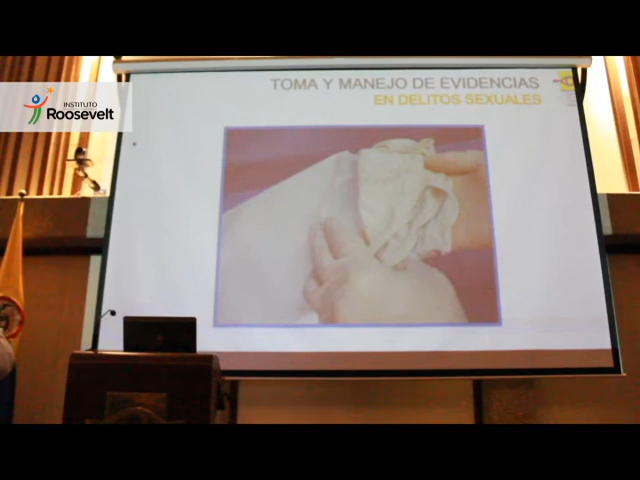 INSTITUTO
Roosevelt
TOMA Y MANEJO DE EVIDENCIAS
EN DELITOS SEXUALES